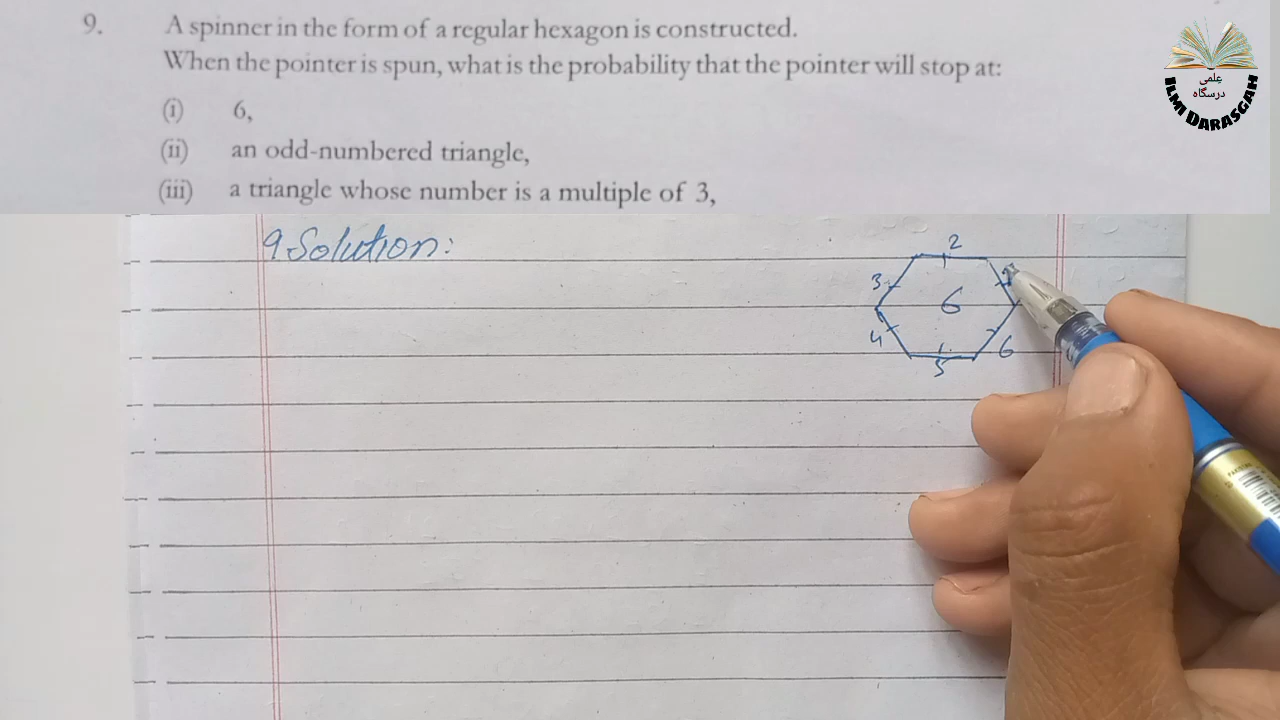 9. A spinner in the form of a regular hexagon is constructed.
When the pointer is spun, what is the probability that the pointer will stop at:
(i) 6,
(ii) an odd-numbered triangle,
(iii) a triangle whose number is a multiple of 3,
علمی
درسگاہ
ILMI DARASGAH
9. Solution:
2
3
6
4
6
5